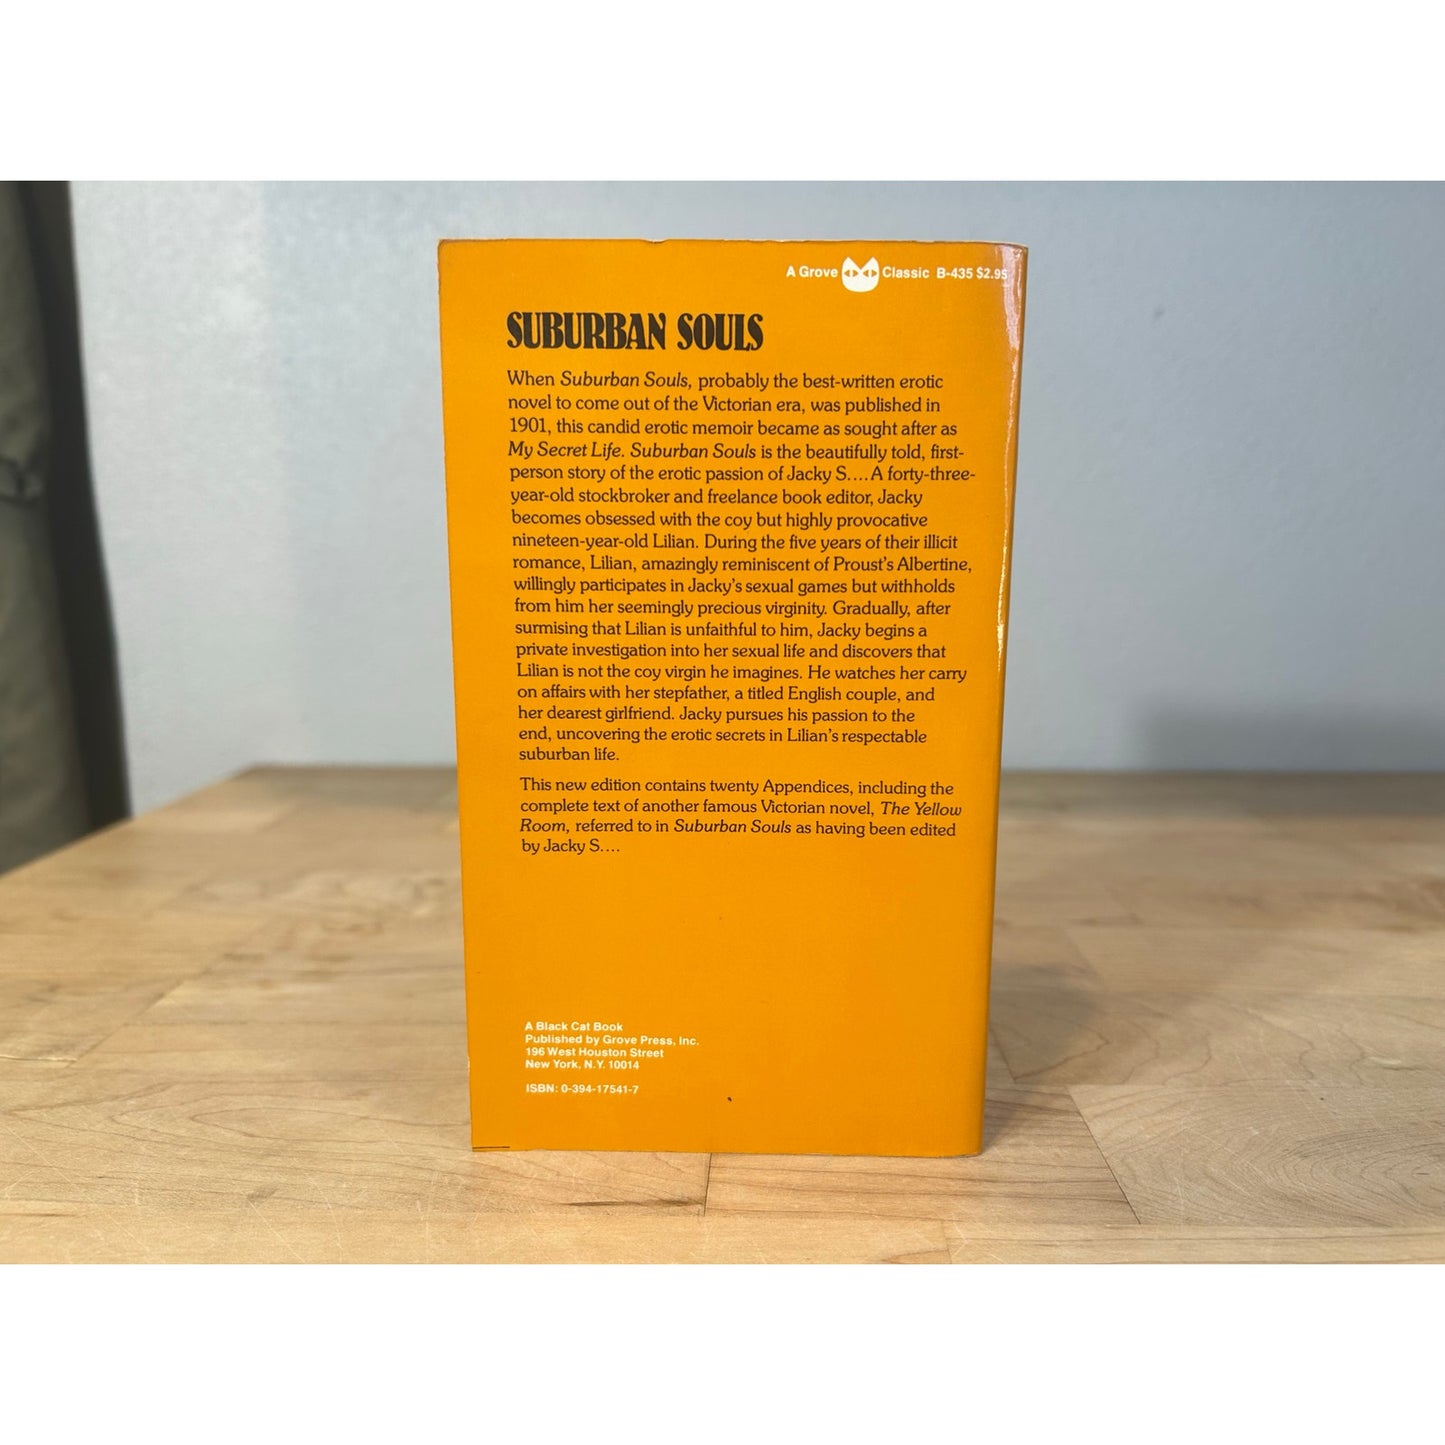 A Grove Classic B-435 $2.95
SUBURBAN SOULS
When Suburban Souls, probably the best-written erotic
novel to come out of the Victorian era, was published in
1901, this candid erotic memoir became as sought after as
My Secret Life. Suburban Souls is the beautifully told, first-
person story of the erotic passion of Jacky S....A forty-three-
year-old stockbroker and freelance book editor, Jacky
becomes obsessed with the coy but highly provocative
nineteen-year-old Lilian. During the five years of their illicit
romance, Lilian, amazingly reminiscent of Proust's Albertine,
willingly participates in Jacky's sexual games but withholds
from him her seemingly precious virginity. Gradually, after
surmising that Lilian is unfaithful to him, Jacky begins a
private investigation into her sexual life and discovers that
Lilian is not the coy virgin he imagines. He watches her carry
on affairs with her stepfather, a titled English couple, and
her dearest girlfriend. Jacky pursues his passion to the
end, uncovering the erotic secrets in Lilian's respectable
suburban life.
This new edition contains twenty Appendices, including the
complete text of another famous Victorian novel, The Yellow
Room, referred to in Suburban Souls as having been edited
by Jacky S....
A Black Cat Book
Published by Grove Press, Inc.
196 West Houston Street
New York, N.Y. 10014
ISBN: 0-394-17541-7